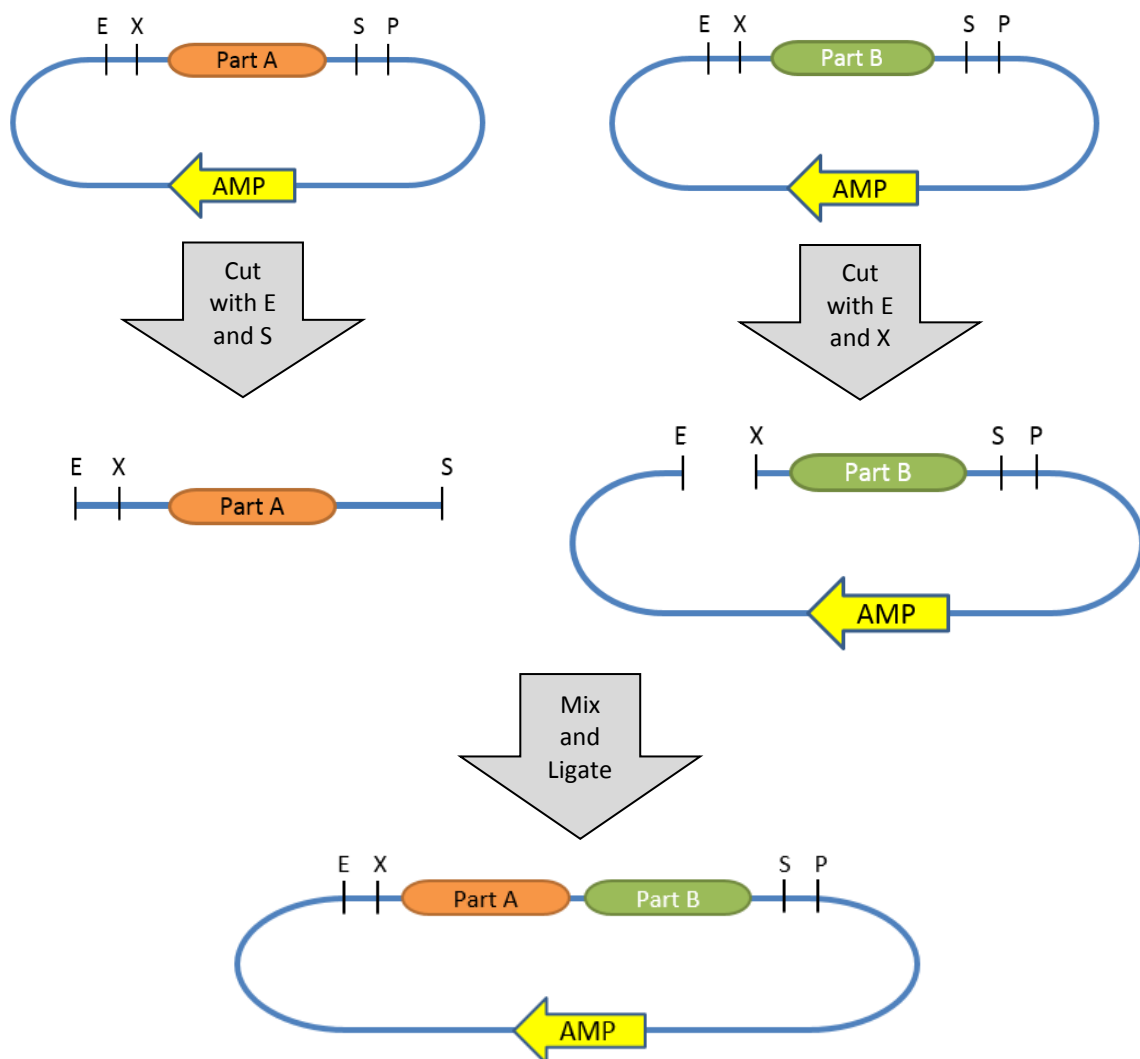 E X S P
Part A
AMP
E X S P
Part B
AMP
Cut
with E
and S
Cut
with E
and X
E X S
Part A
E X S P
Part B
AMP
Mix
and
Ligate
E X S P
Part A Part B
AMP